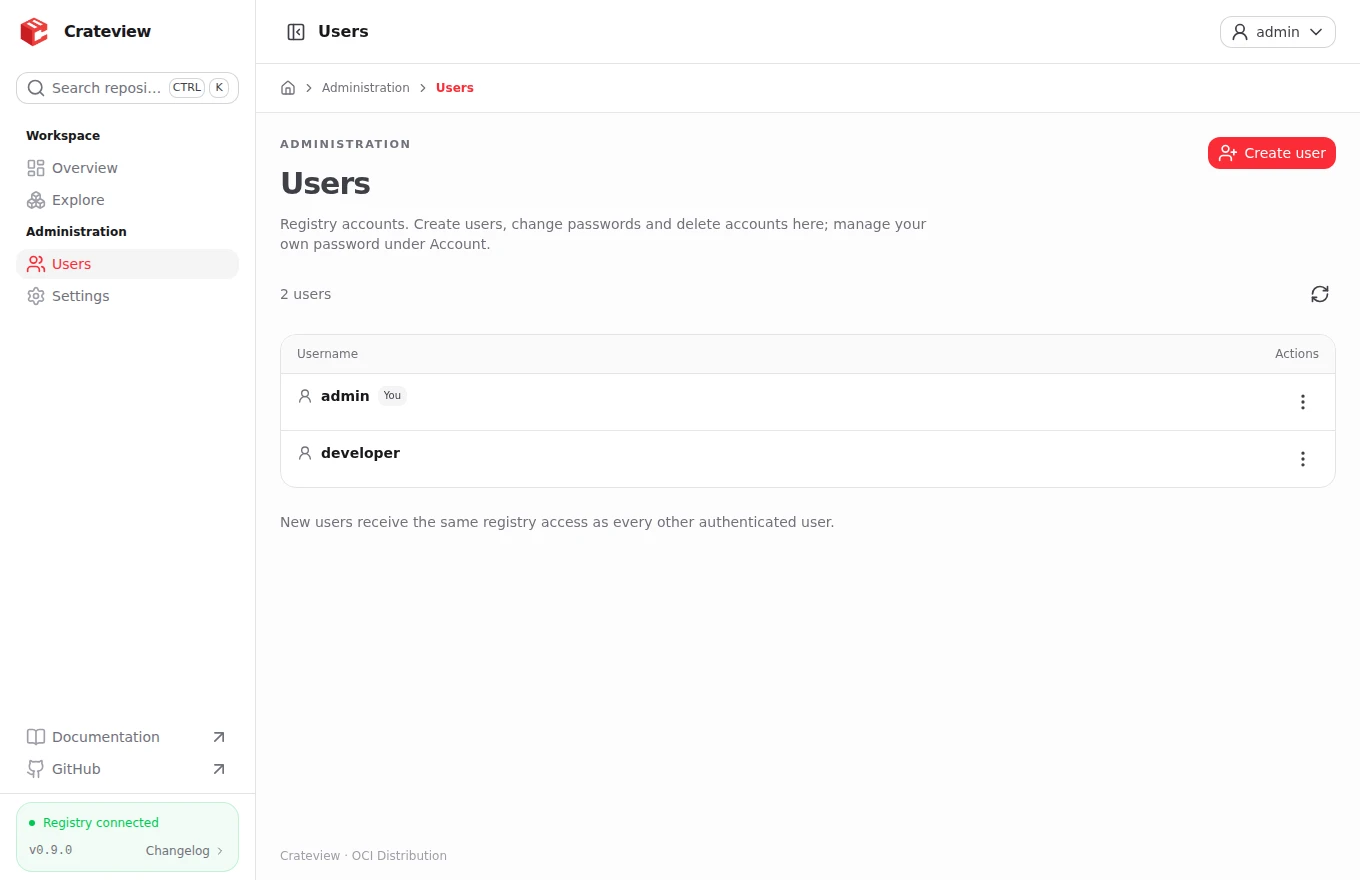 Crateview
Search reposi… CTRL K
Workspace
Overview
Explore
Administration
Users
Settings
Documentation
GitHub
Registry connected
v0.9.0 Changelog
Users
admin
Administration Users
ADMINISTRATION
Create user
Users
Registry accounts. Create users, change passwords and delete accounts here; manage your
own password under Account.
2 users
Username Actions
admin You
developer
New users receive the same registry access as every other authenticated user.
Crateview · OCI Distribution